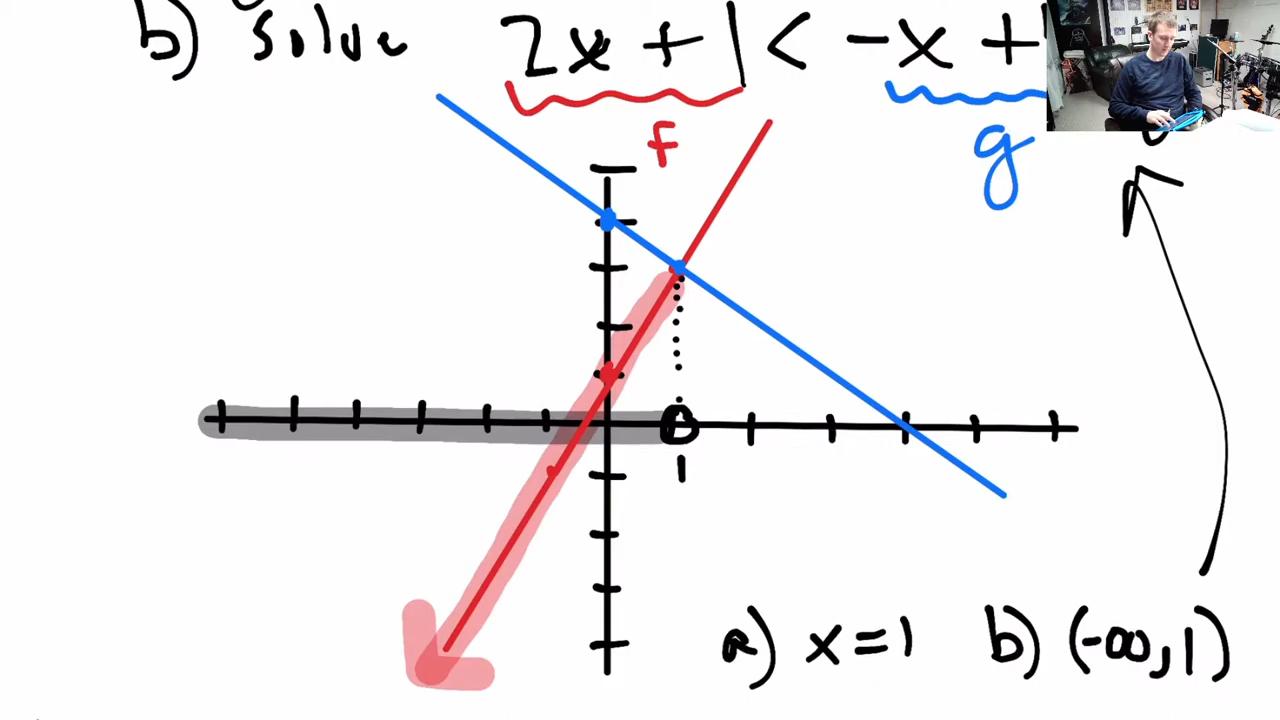 b) Solve 2x + 1 < -x +
f
g
1
a) x = 1 b) (-∞, 1)